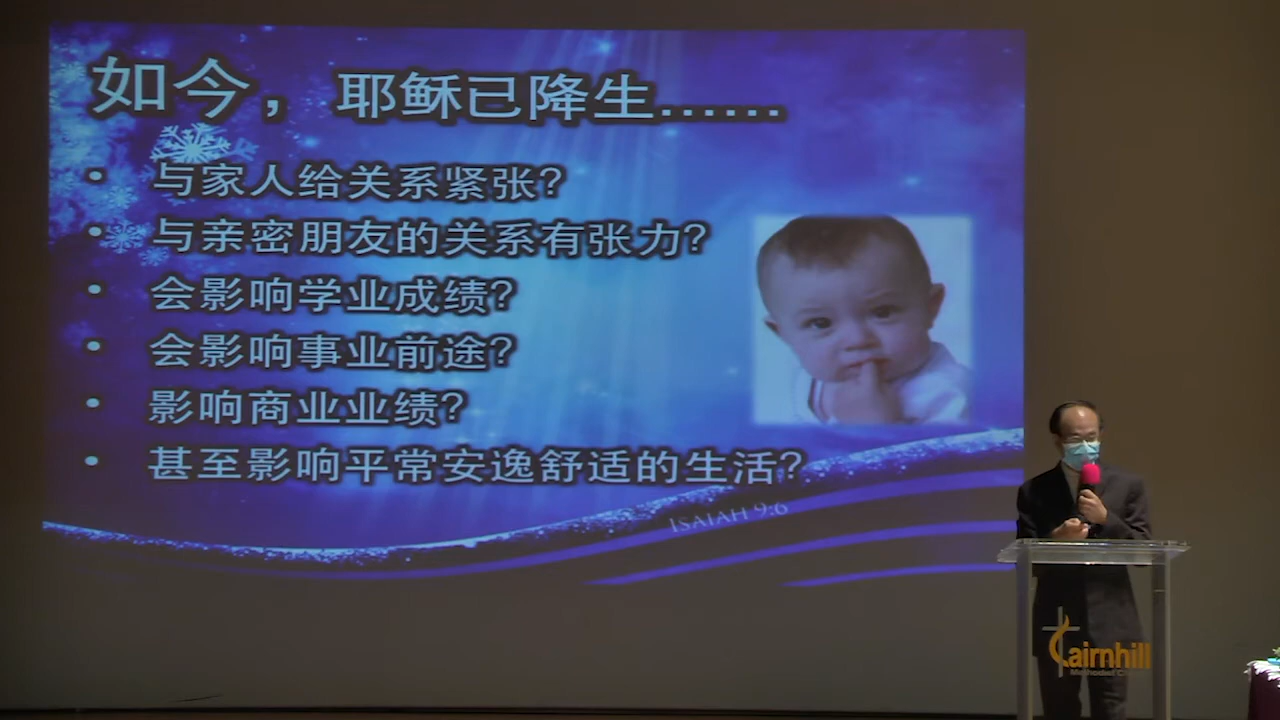 如今，耶稣已降生……
• 与家人给关系紧张?
• 与亲密朋友的关系有张力?
• 会影响学业成绩?
• 会影响事业前途?
• 影响商业业绩?
• 甚至影响平常安逸舒适的生活?
ISAIAH 9:6
airnhill
Methodist C